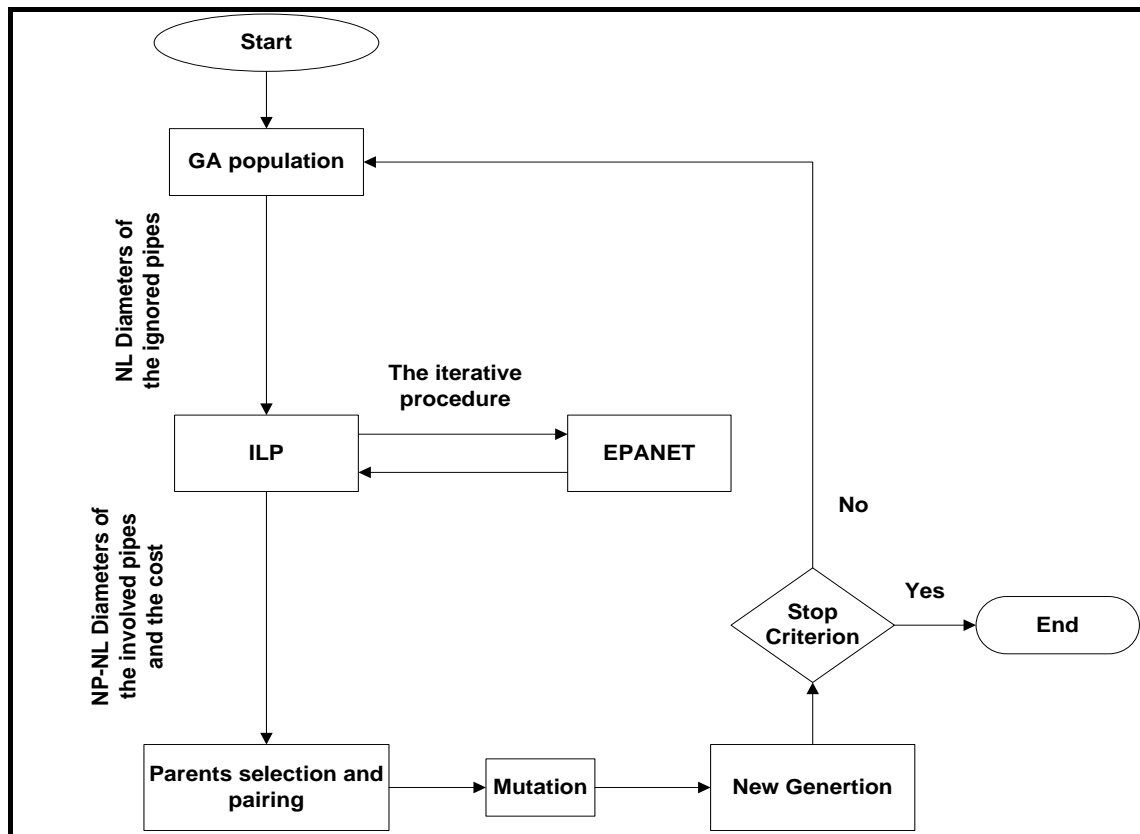 Start
GA population
NL Diameters of
the ignored pipes
The iterative
procedure
ILP
EPANET
NP-NL Diameters of
the involved pipes
and the cost
No
Yes
Stop
Criterion
End
Parents selection and
pairing
Mutation
New Genertion